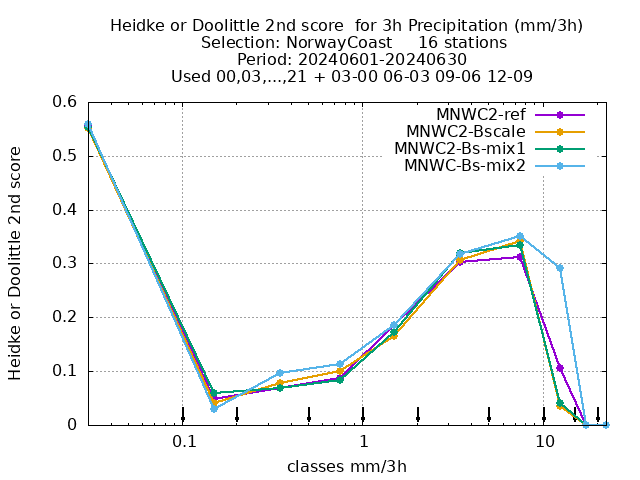 Heidke or Doolittle 2nd score  for 3h Precipitation (mm/3h)
Selection: NorwayCoast     16 stations
Period: 20240601-20240630
Used 00,03,...,21 + 03-00 06-03 09-06 12-09
MNWC2-ref
MNWC2-Bscale
MNWC2-Bs-mix1
MNWC-Bs-mix2
Heidke or Doolittle 2nd score
0.6
0.5
0.4
0.3
0.2
0.1
0
0.1
1
10
classes mm/3h